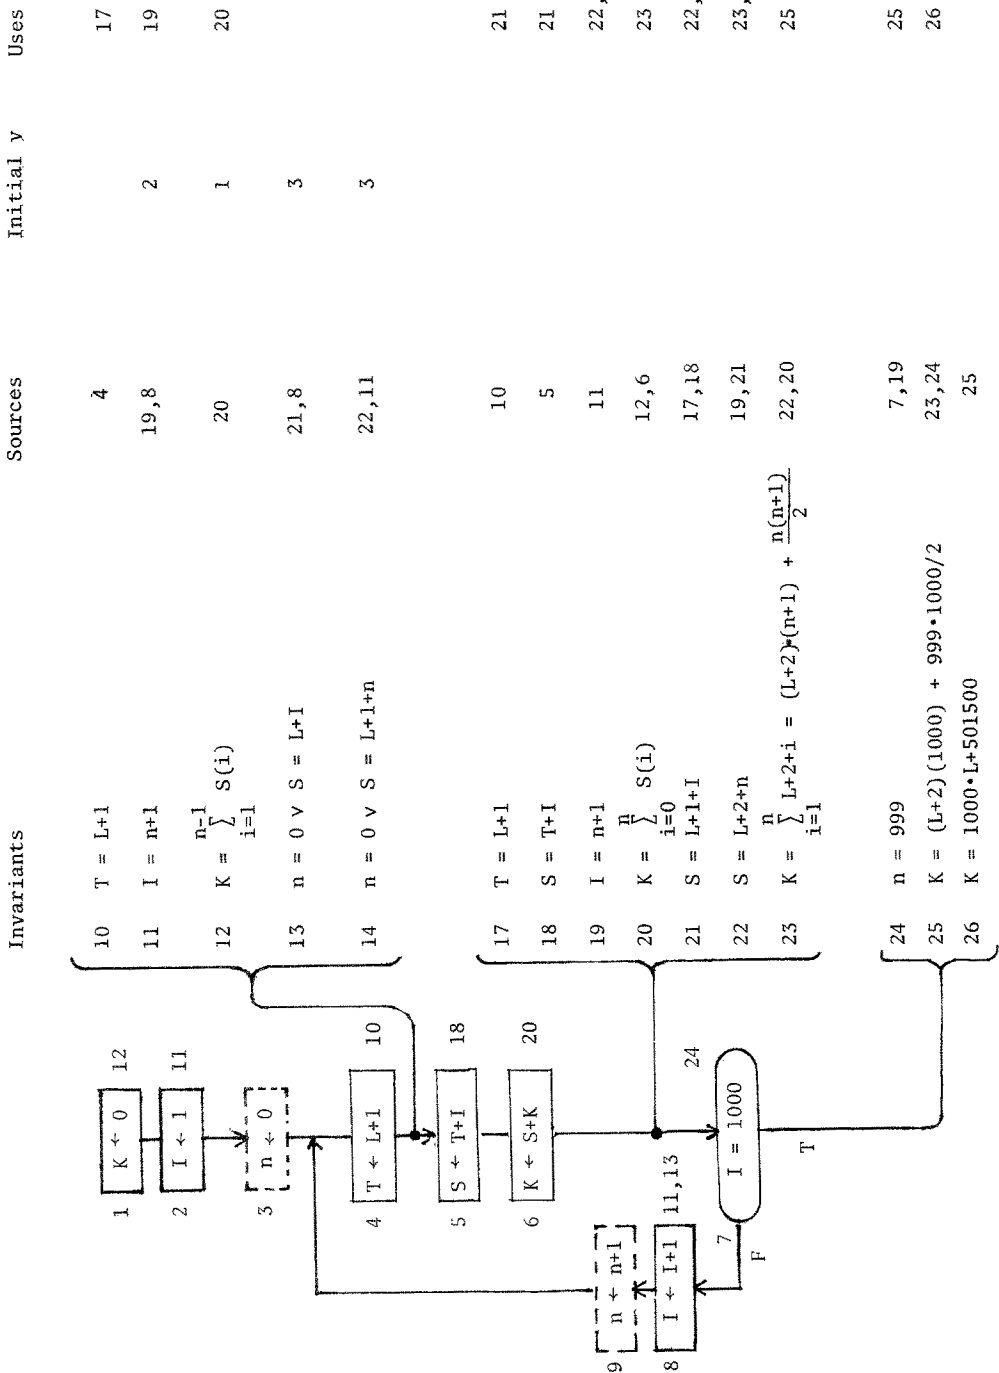 Invariants Sources Initial y Uses
1 K ← 0 12
2 I ← 1 11
3 n ← 0
4 T ← L+1 10
5 S ← T+I 18
6 K ← S+K 20
9 n ← n+1
8 I ← I+1 11,13
7 I = 1000 24
F
T
10 T = L+1 4 17
11 I = n+1 19,8 2 19
12 K = n-1 Σ i=1 S(i) 20 1 20
13 n = 0 v S = L+I 21,8 3
14 n = 0 v S = L+1+n 22,11 3
17 T = L+1 10 21
18 S = T+I 5 21
19 I = n+1 11 22,
20 K = n Σ i=0 S(i) 12,6 23
21 S = L+1+I 17,18 22,
22 S = L+2+n 19,21 23,
23 K = n Σ i=1 L+2+i = (L+2)*(n+1) + n(n+1)/2 22,20 25
24 n = 999 7,19 25
25 K = (L+2)(1000) + 999•1000/2 23,24 26
26 K = 1000•L+501500 25